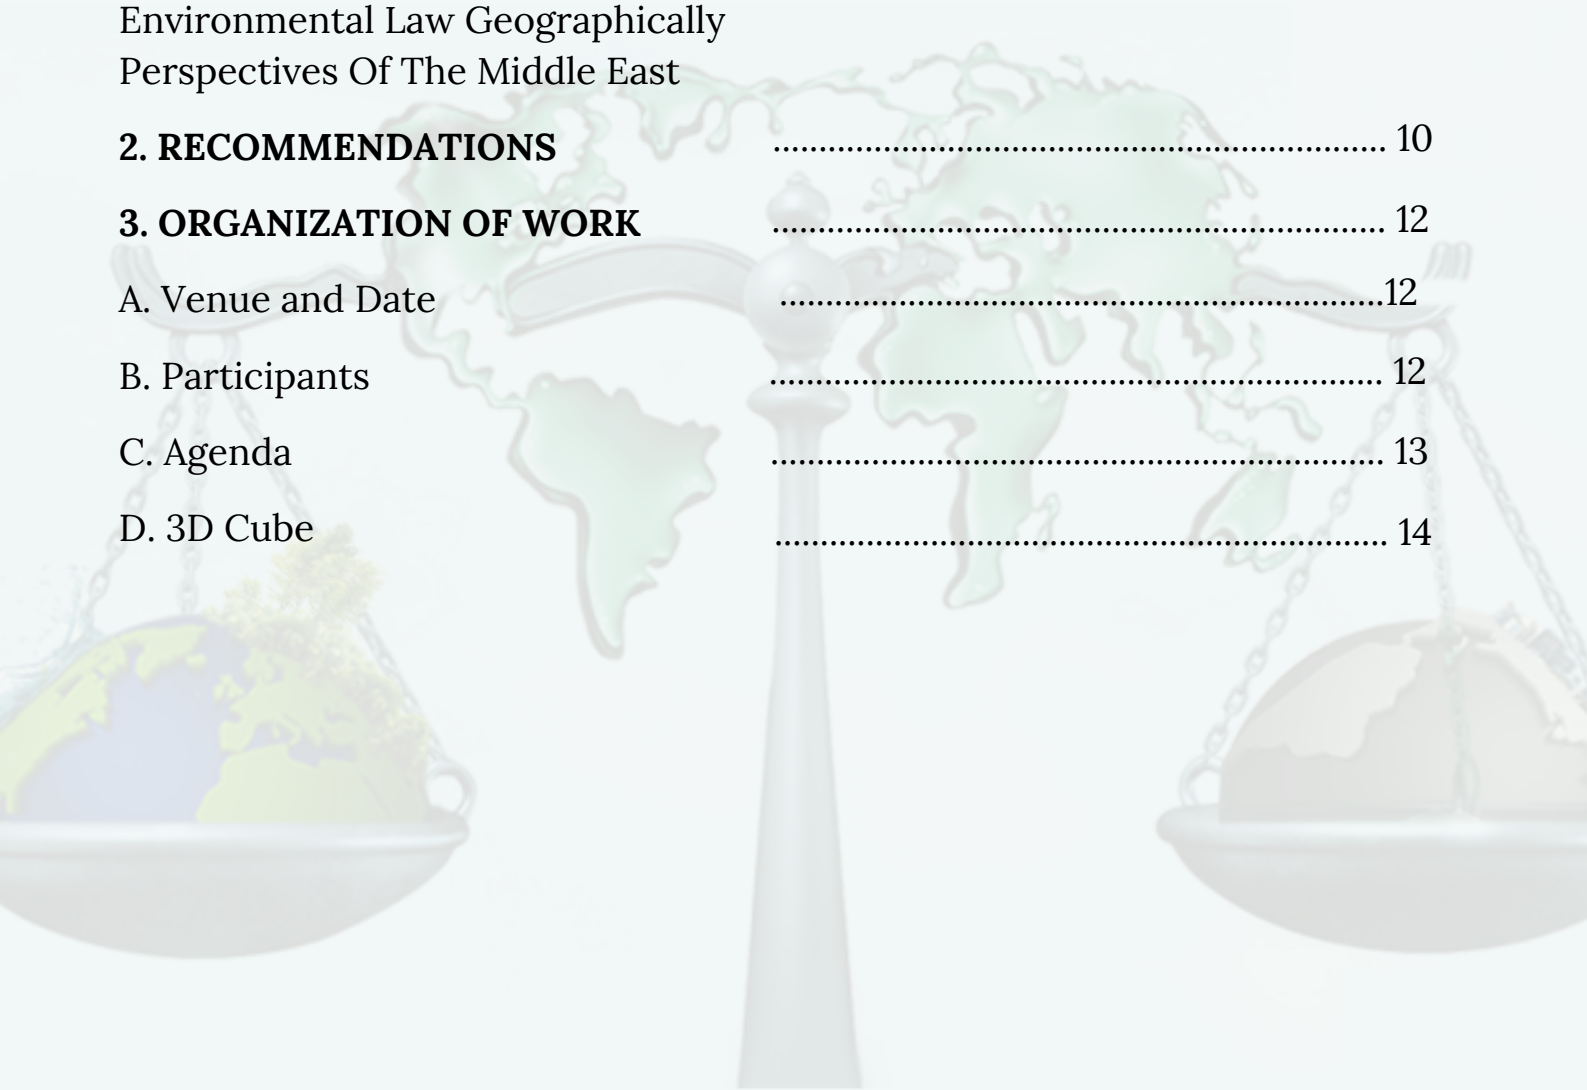 Environmental Law Geographically
Perspectives Of The Middle East
2. RECOMMENDATIONS .................................................................... 10
3. ORGANIZATION OF WORK .................................................................... 12
A. Venue and Date ...................................................................12
B. Participants .................................................................... 12
C. Agenda .................................................................... 13
D. 3D Cube .................................................................... 14